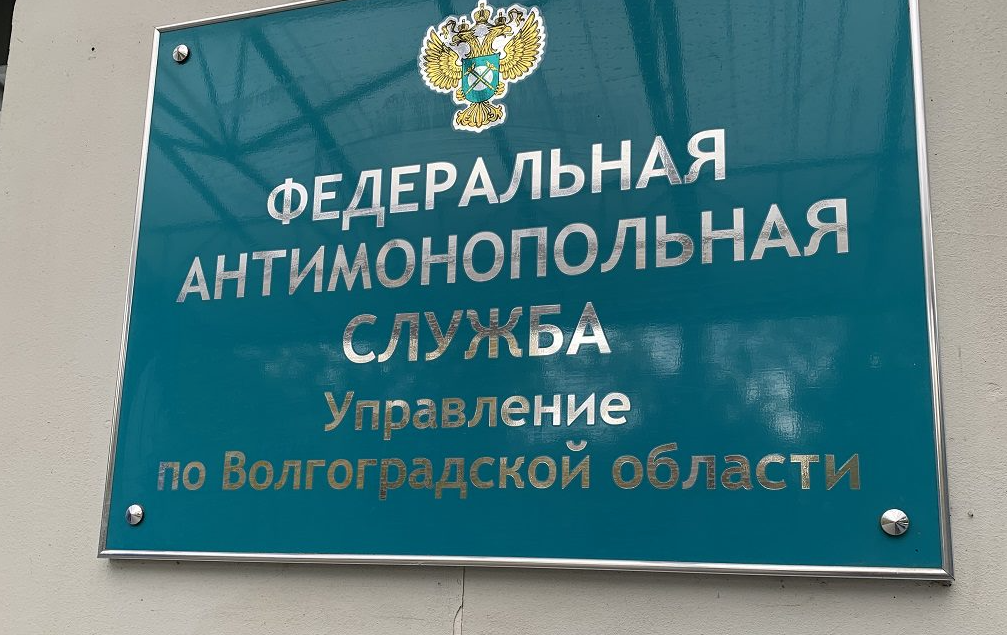 ФЕДЕРАЛЬНАЯ
АНТИМОНОПОЛЬНАЯ
СЛУЖБА
Управление
по Волгоградской области